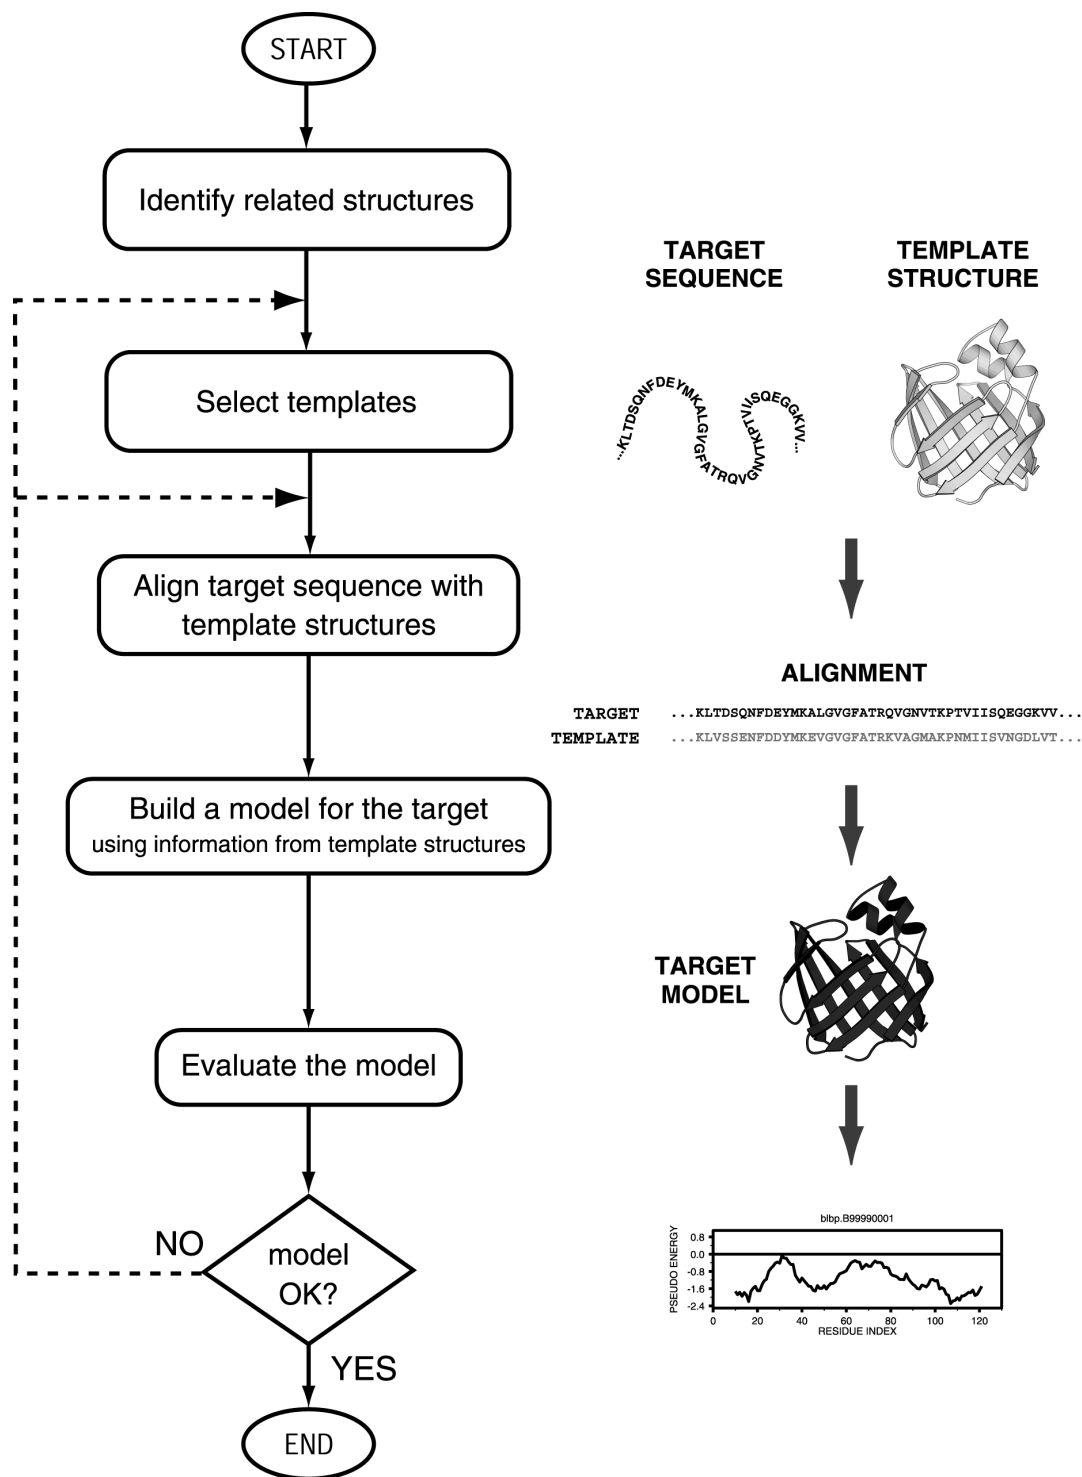 START
Identify related structures
Select templates
Align target sequence with
template structures
Build a model for the target
using information from template structures
Evaluate the model
NO
model
OK?
YES
END
TARGET
SEQUENCE
TEMPLATE
STRUCTURE
...KLTDSQNFDEYMKALGVGFATRQVGNVTKPTVIISQEGGKVV...
ALIGNMENT
TARGET ...KLTDSQNFDEYMKALGVGFATRQVGNVTKPTVIISQEGGKVV...
TEMPLATE ...KLVSSENFDDYMKEVGVGFATRKVAGMAKPNMIISVNGDLVT...
TARGET
MODEL
blbp.B99990001
PSEUDO ENERGY
0.8
0.0
-0.8
-1.6
-2.4
0 20 40 60 80 100 120
RESIDUE INDEX